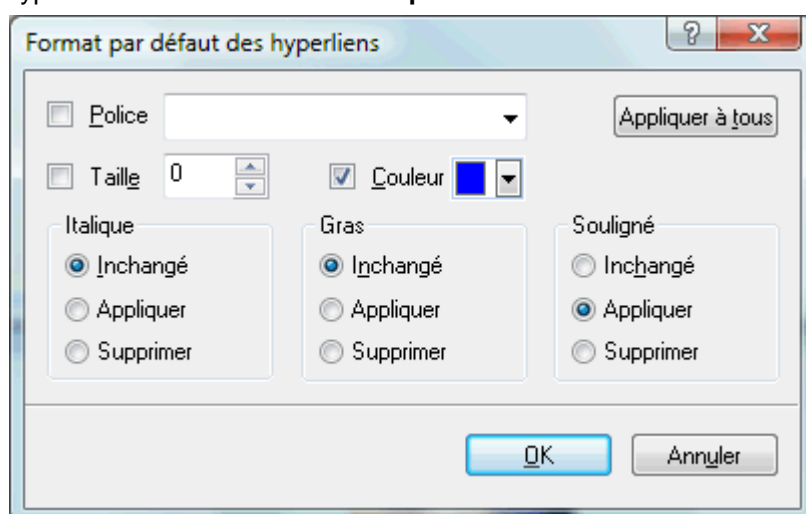 Format par défaut des hyperliens
Police Appliquer à tous
Taille 0 Couleur
Italique Gras Souligné
Inchangé Inchangé Inchangé
Appliquer Appliquer Appliquer
Supprimer Supprimer Supprimer
OK Annuler